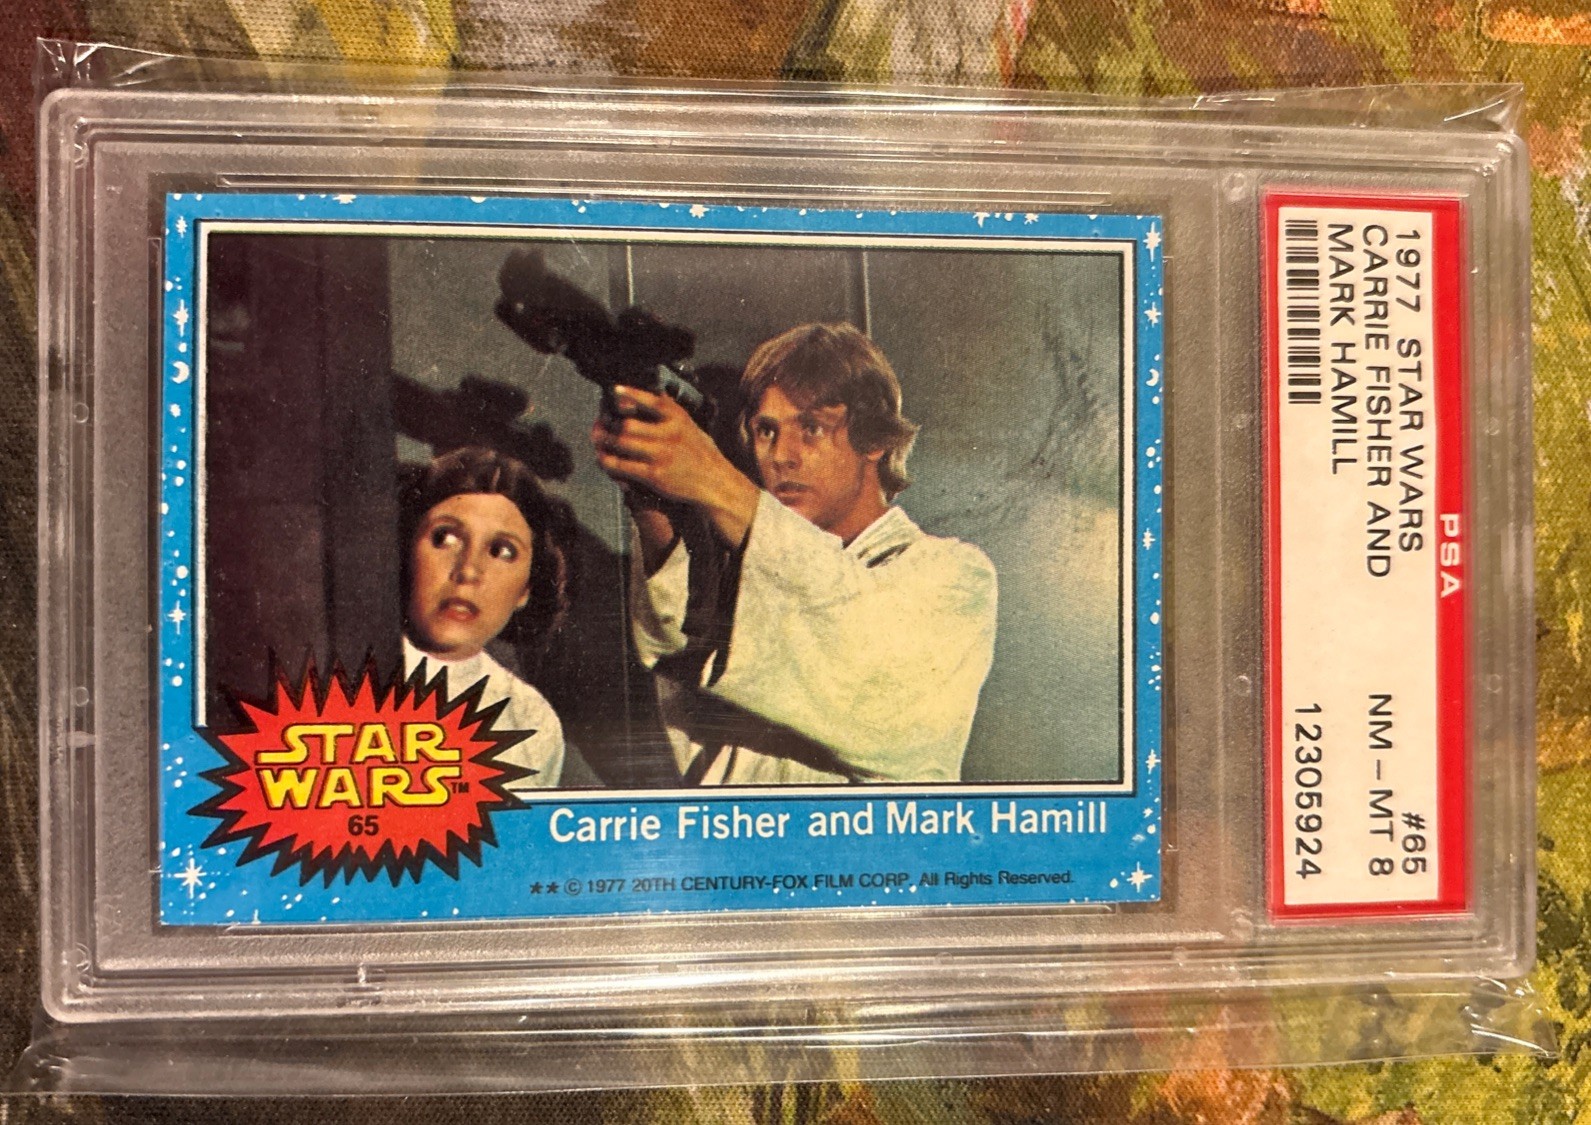 STAR
WARS™
65
Carrie Fisher and Mark Hamill
★★ © 1977 20TH CENTURY-FOX FILM CORP. All Rights Reserved.
PSA
1977 STAR WARS #65
CARRIE FISHER AND NM - MT 8
MARK HAMILL
12305924